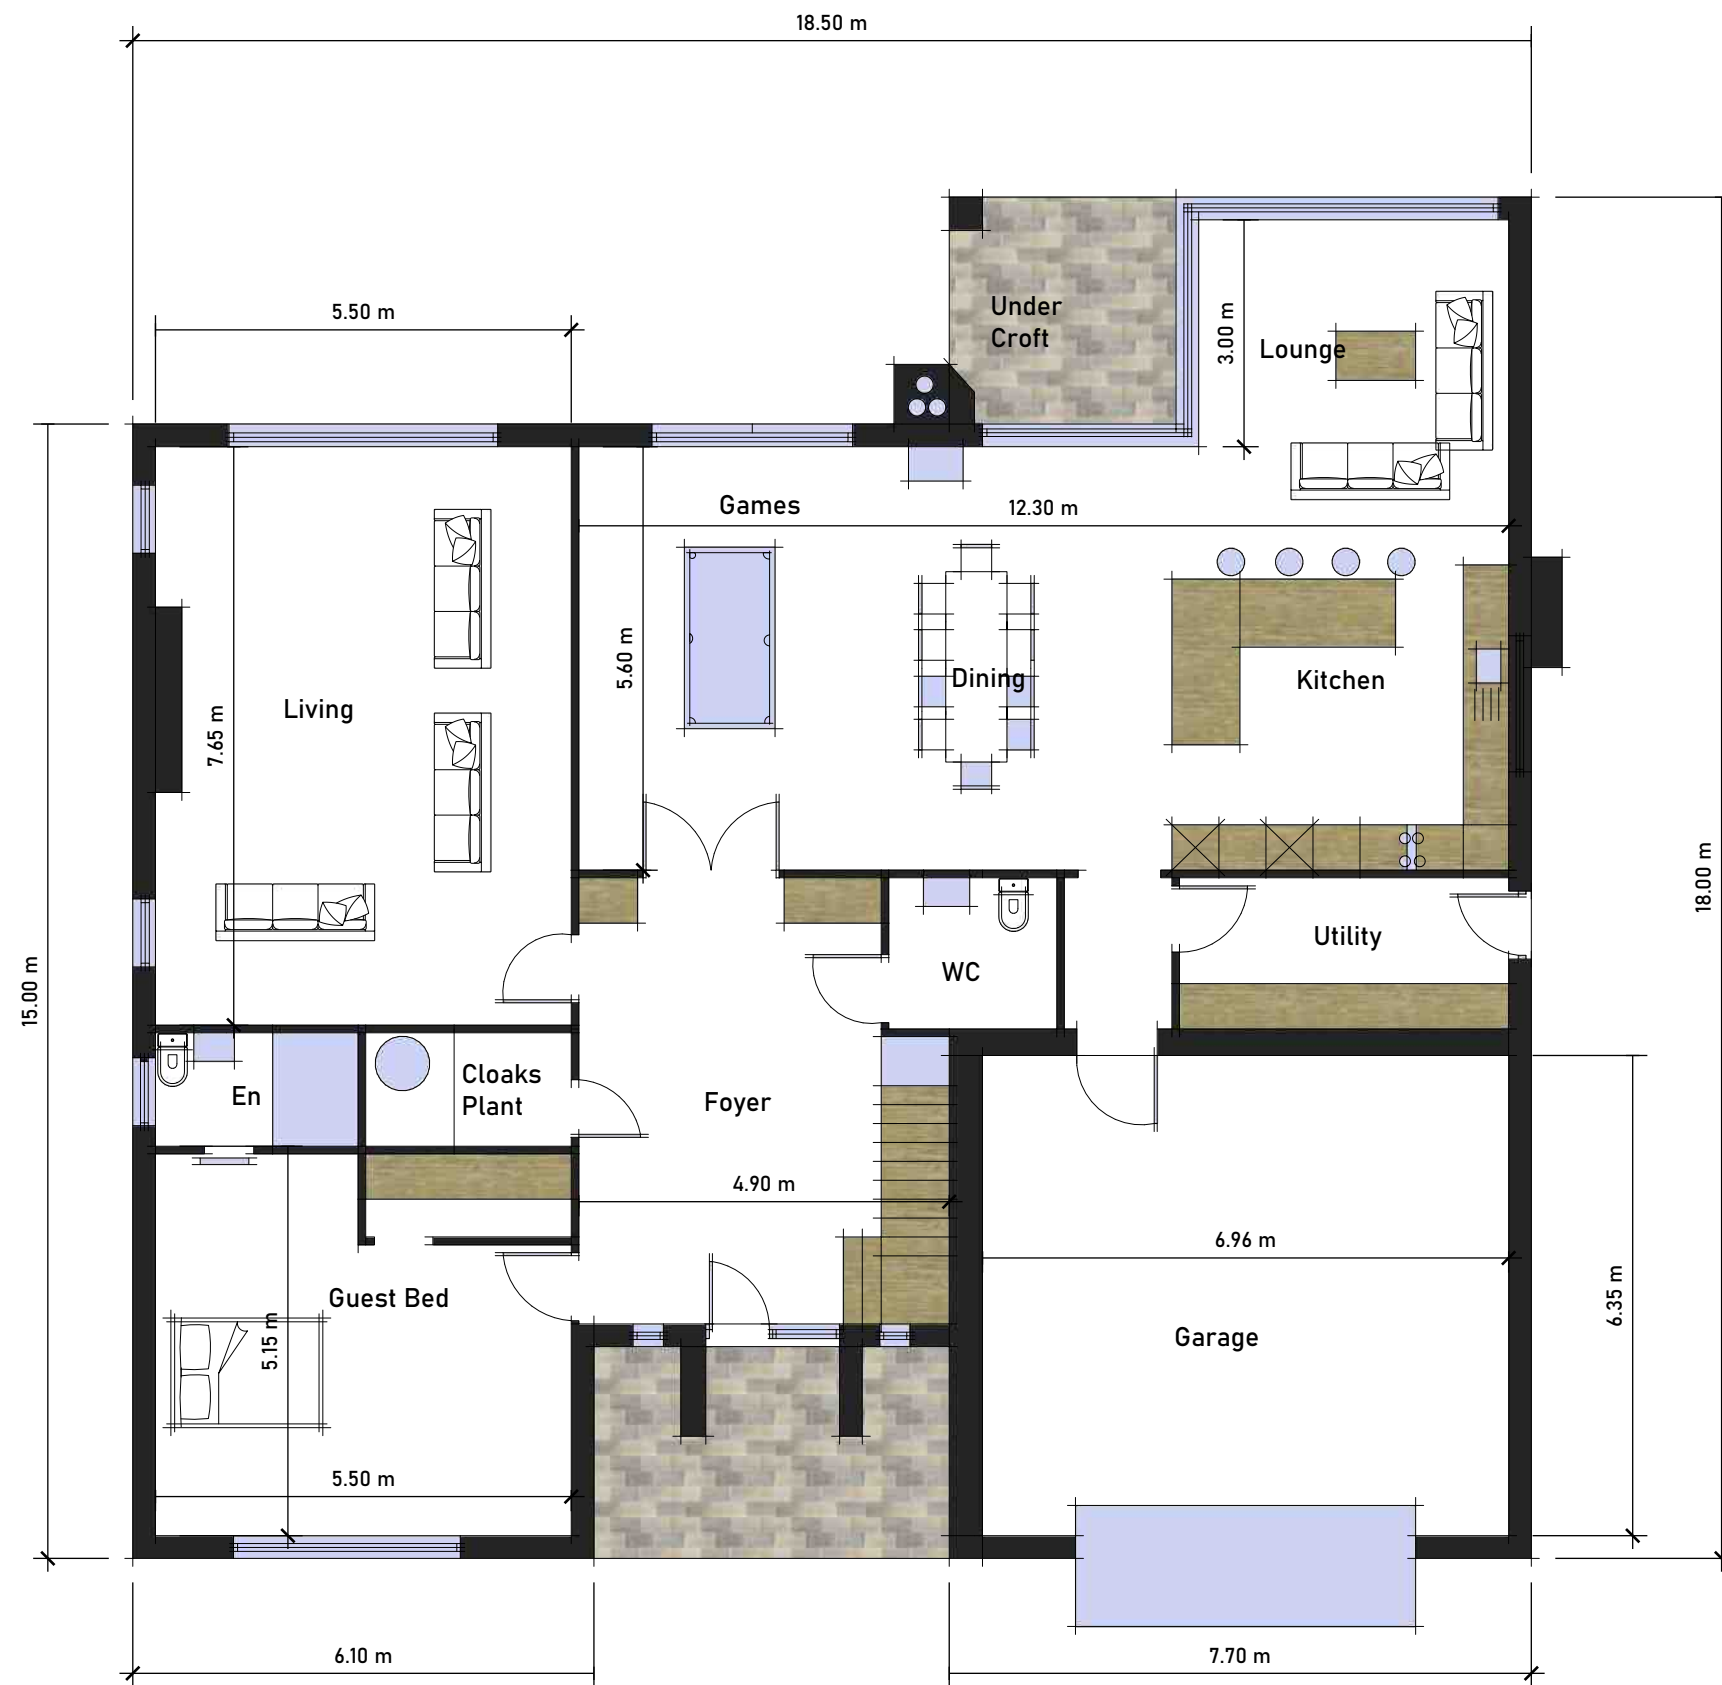 18.50 m
5.50 m
Under
Croft
3.00 m
Lounge
Games
12.30 m
5.60 m
Dining
Kitchen
Living
7.65 m
18.00 m
15.00 m
Utility
WC
En
Cloaks
Plant
Foyer
4.90 m
6.96 m
6.35 m
Guest Bed
5.15 m
Garage
5.50 m
6.10 m
7.70 m